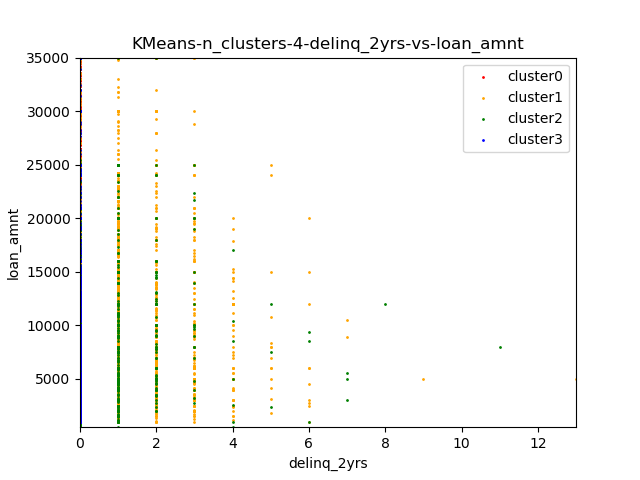 KMeans-n_clusters-4-delinq_2yrs-vs-loan_amnt
35000
30000
25000
20000
15000
10000
5000
loan_amnt
cluster0
cluster1
cluster2
cluster3
0 2 4 6 8 10 12
delinq_2yrs